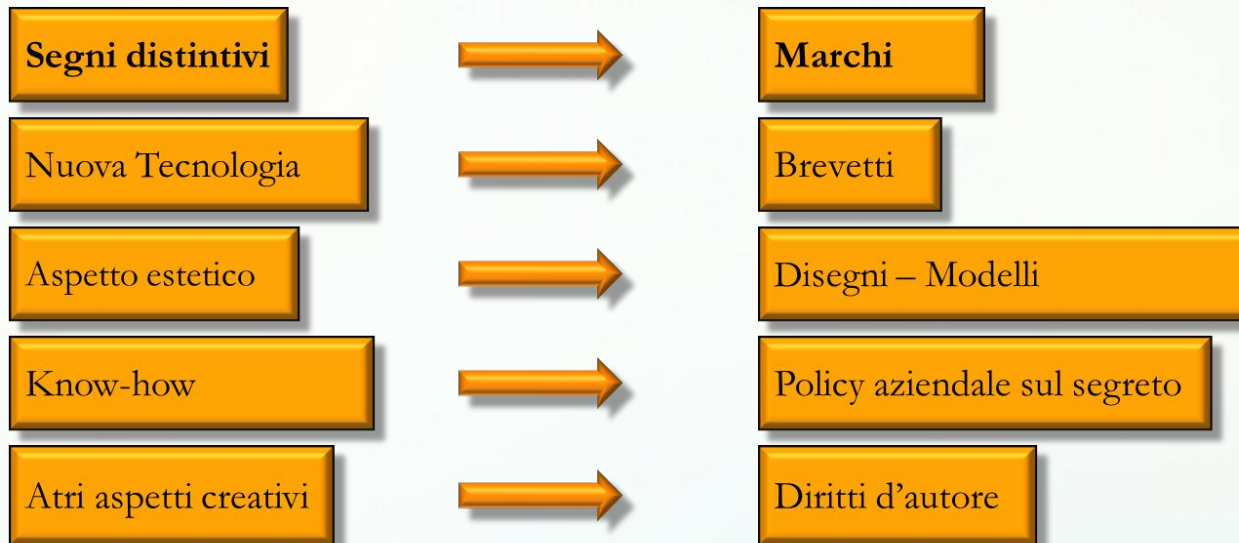 Segni distintivi
Marchi
Nuova Tecnologia
Brevetti
Aspetto estetico
Disegni – Modelli
Know-how
Policy aziendale sul segreto
Atri aspetti creativi
Diritti d'autore